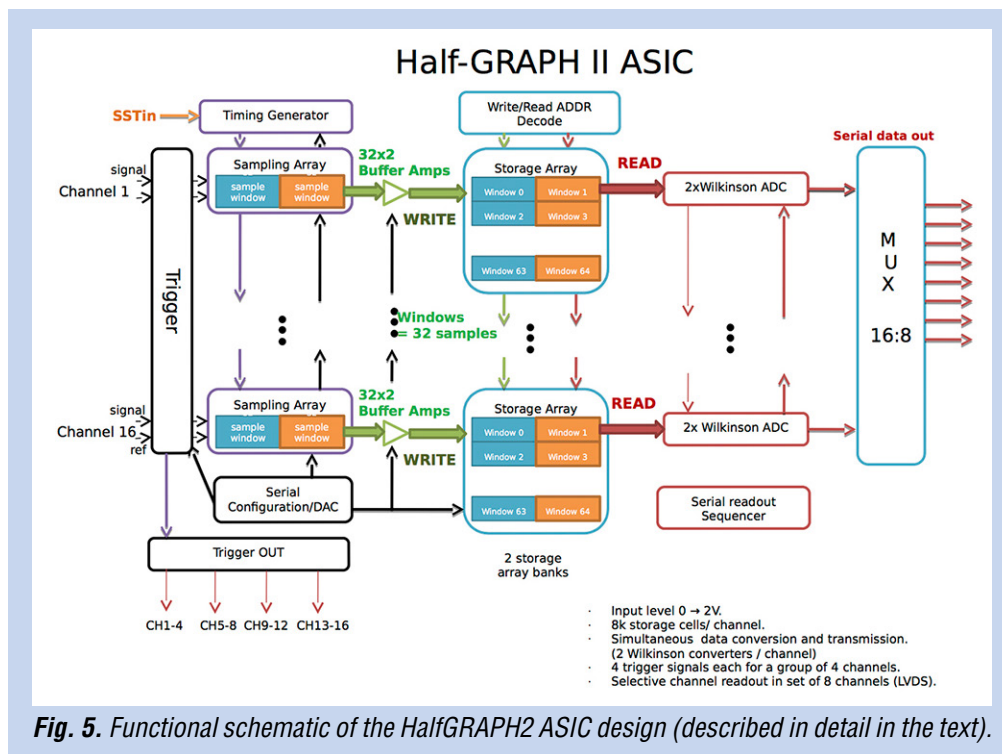 Half-GRAPH II ASIC
SSTin
Timing Generator
Write/Read ADDR
Decode
Serial data out
signal
Channel 1
Trigger
Sampling Array
sample
window
sample
window
32x2
Buffer Amps
WRITE
Storage Array
Window 0
Window 1
Window 2
Window 3
Window 63
Window 64
READ
2xWilkinson ADC
M
U
X
16:8
Windows
= 32 samples
signal
Channel 16
ref
Sampling Array
sample
window
sample
window
32x2
Buffer Amps
WRITE
Storage Array
Window 0
Window 1
Window 2
Window 3
Window 63
Window 64
READ
2x Wilkinson ADC
Serial
Configuration/DAC
Serial readout
Sequencer
Trigger OUT
CH1-4
CH5-8
CH9-12
CH13-16
2 storage
array banks
· Input level 0 → 2V.
· 8k storage cells/ channel.
· Simultaneous data conversion and transmission.
(2 Wilkinson converters / channel)
· 4 trigger signals each for a group of 4 channels.
· Selective channel readout in set of 8 channels (LVDS).
Fig. 5. Functional schematic of the HalfGRAPH2 ASIC design (described in detail in the text).